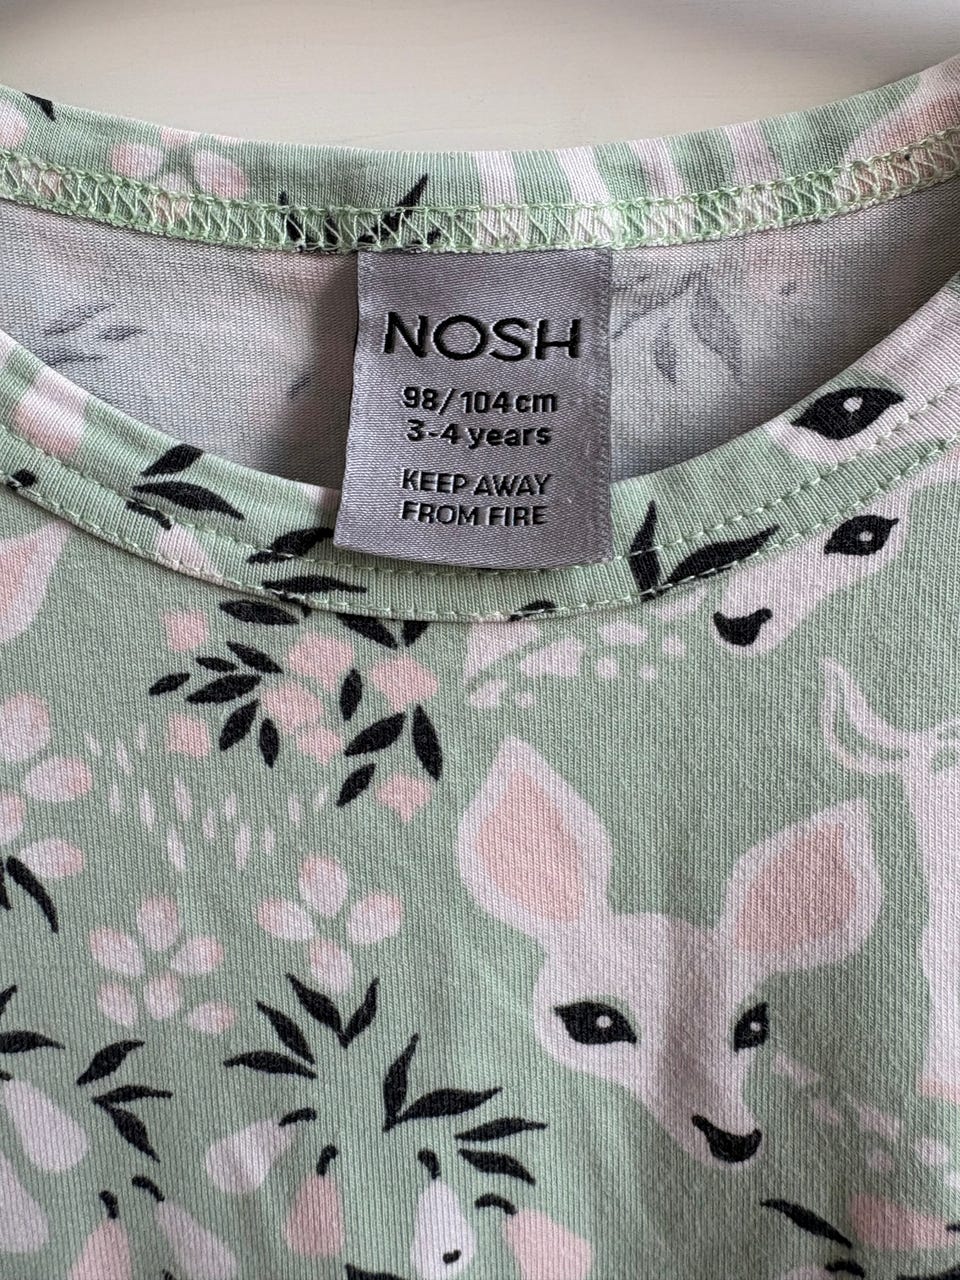 NOSH
98/104cm
3-4 years
KEEP AWAY
FROM FIRE